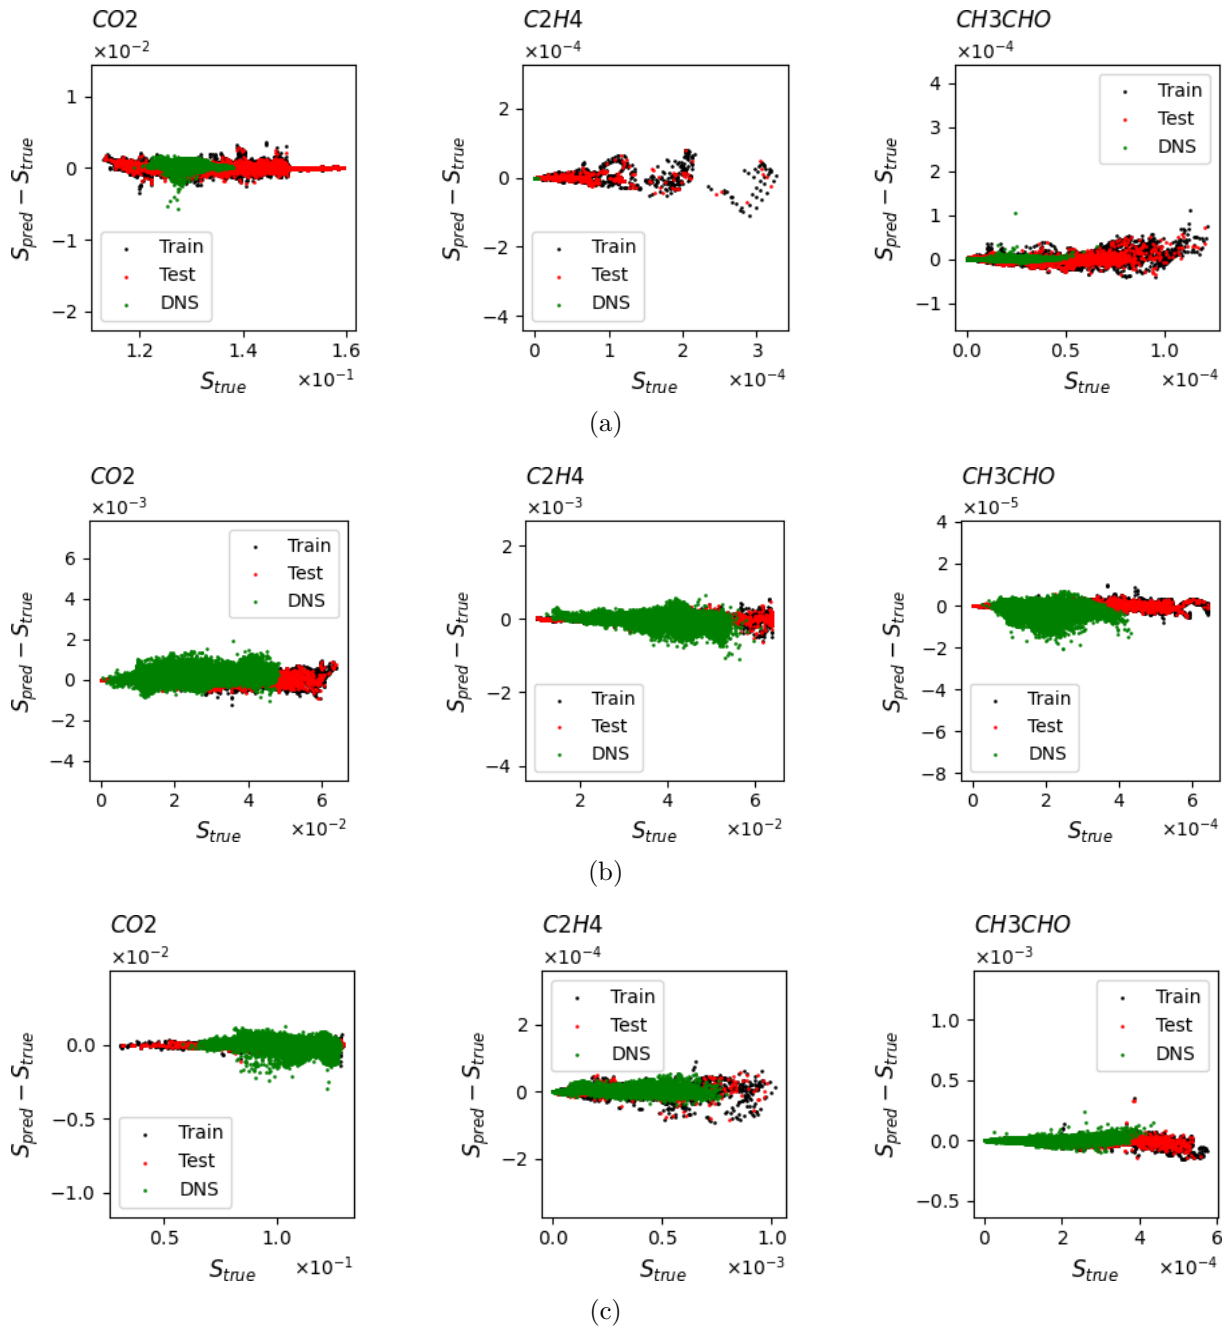 CO2
×10⁻²
1
0
−1
−2
S_pred − S_true
Train
Test
DNS
1.2 1.4 1.6
S_true ×10⁻¹
C2H4
×10⁻⁴
2
0
−2
−4
S_pred − S_true
Train
Test
DNS
0 1 2 3
S_true ×10⁻⁴
CH3CHO
×10⁻⁴
4
3
2
1
0
−1
S_pred − S_true
Train
Test
DNS
0.0 0.5 1.0
S_true ×10⁻⁴
(a)
CO2
×10⁻³
6
4
2
0
−2
−4
S_pred − S_true
Train
Test
DNS
0 2 4 6
S_true ×10⁻²
C2H4
×10⁻³
2
0
−2
−4
S_pred − S_true
Train
Test
DNS
2 4 6
S_true ×10⁻²
CH3CHO
×10⁻⁵
4
2
0
−2
−4
−6
−8
S_pred − S_true
Train
Test
DNS
0 2 4 6
S_true ×10⁻⁴
(b)
CO2
×10⁻²
0.0
−0.5
−1.0
S_pred − S_true
Train
Test
DNS
0.5 1.0
S_true ×10⁻¹
C2H4
×10⁻⁴
2
0
−2
S_pred − S_true
Train
Test
DNS
0.0 0.5 1.0
S_true ×10⁻³
CH3CHO
×10⁻³
1.0
0.5
0.0
−0.5
S_pred − S_true
Train
Test
DNS
0 2 4 6
S_true ×10⁻⁴
(c)